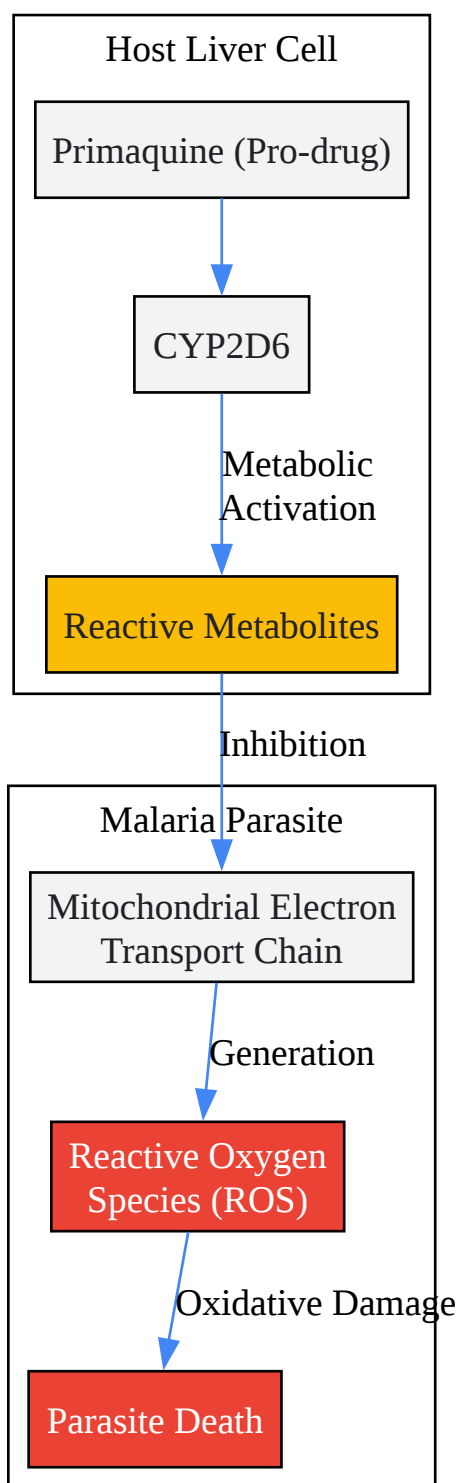 Host Liver Cell
Primaquine (Pro-drug)
CYP2D6
Metabolic
Activation
Reactive Metabolites
Inhibition
Malaria Parasite
Mitochondrial Electron
Transport Chain
Generation
Reactive Oxygen
Species (ROS)
Oxidative Damage
Parasite Death